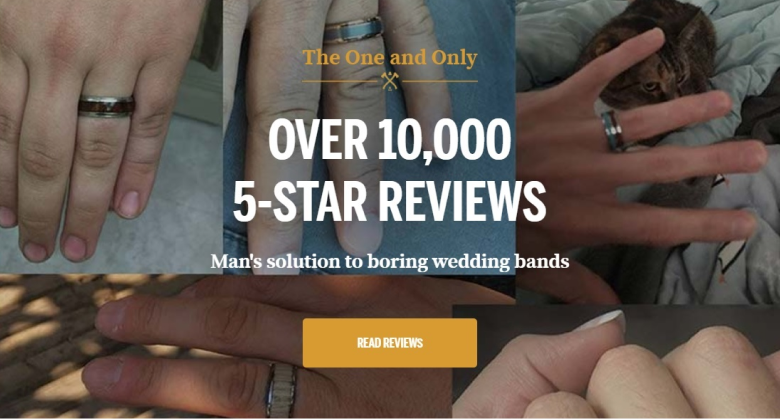 The One and Only
OVER 10,000
5-STAR REVIEWS
Man's solution to boring wedding bands
READ REVIEWS